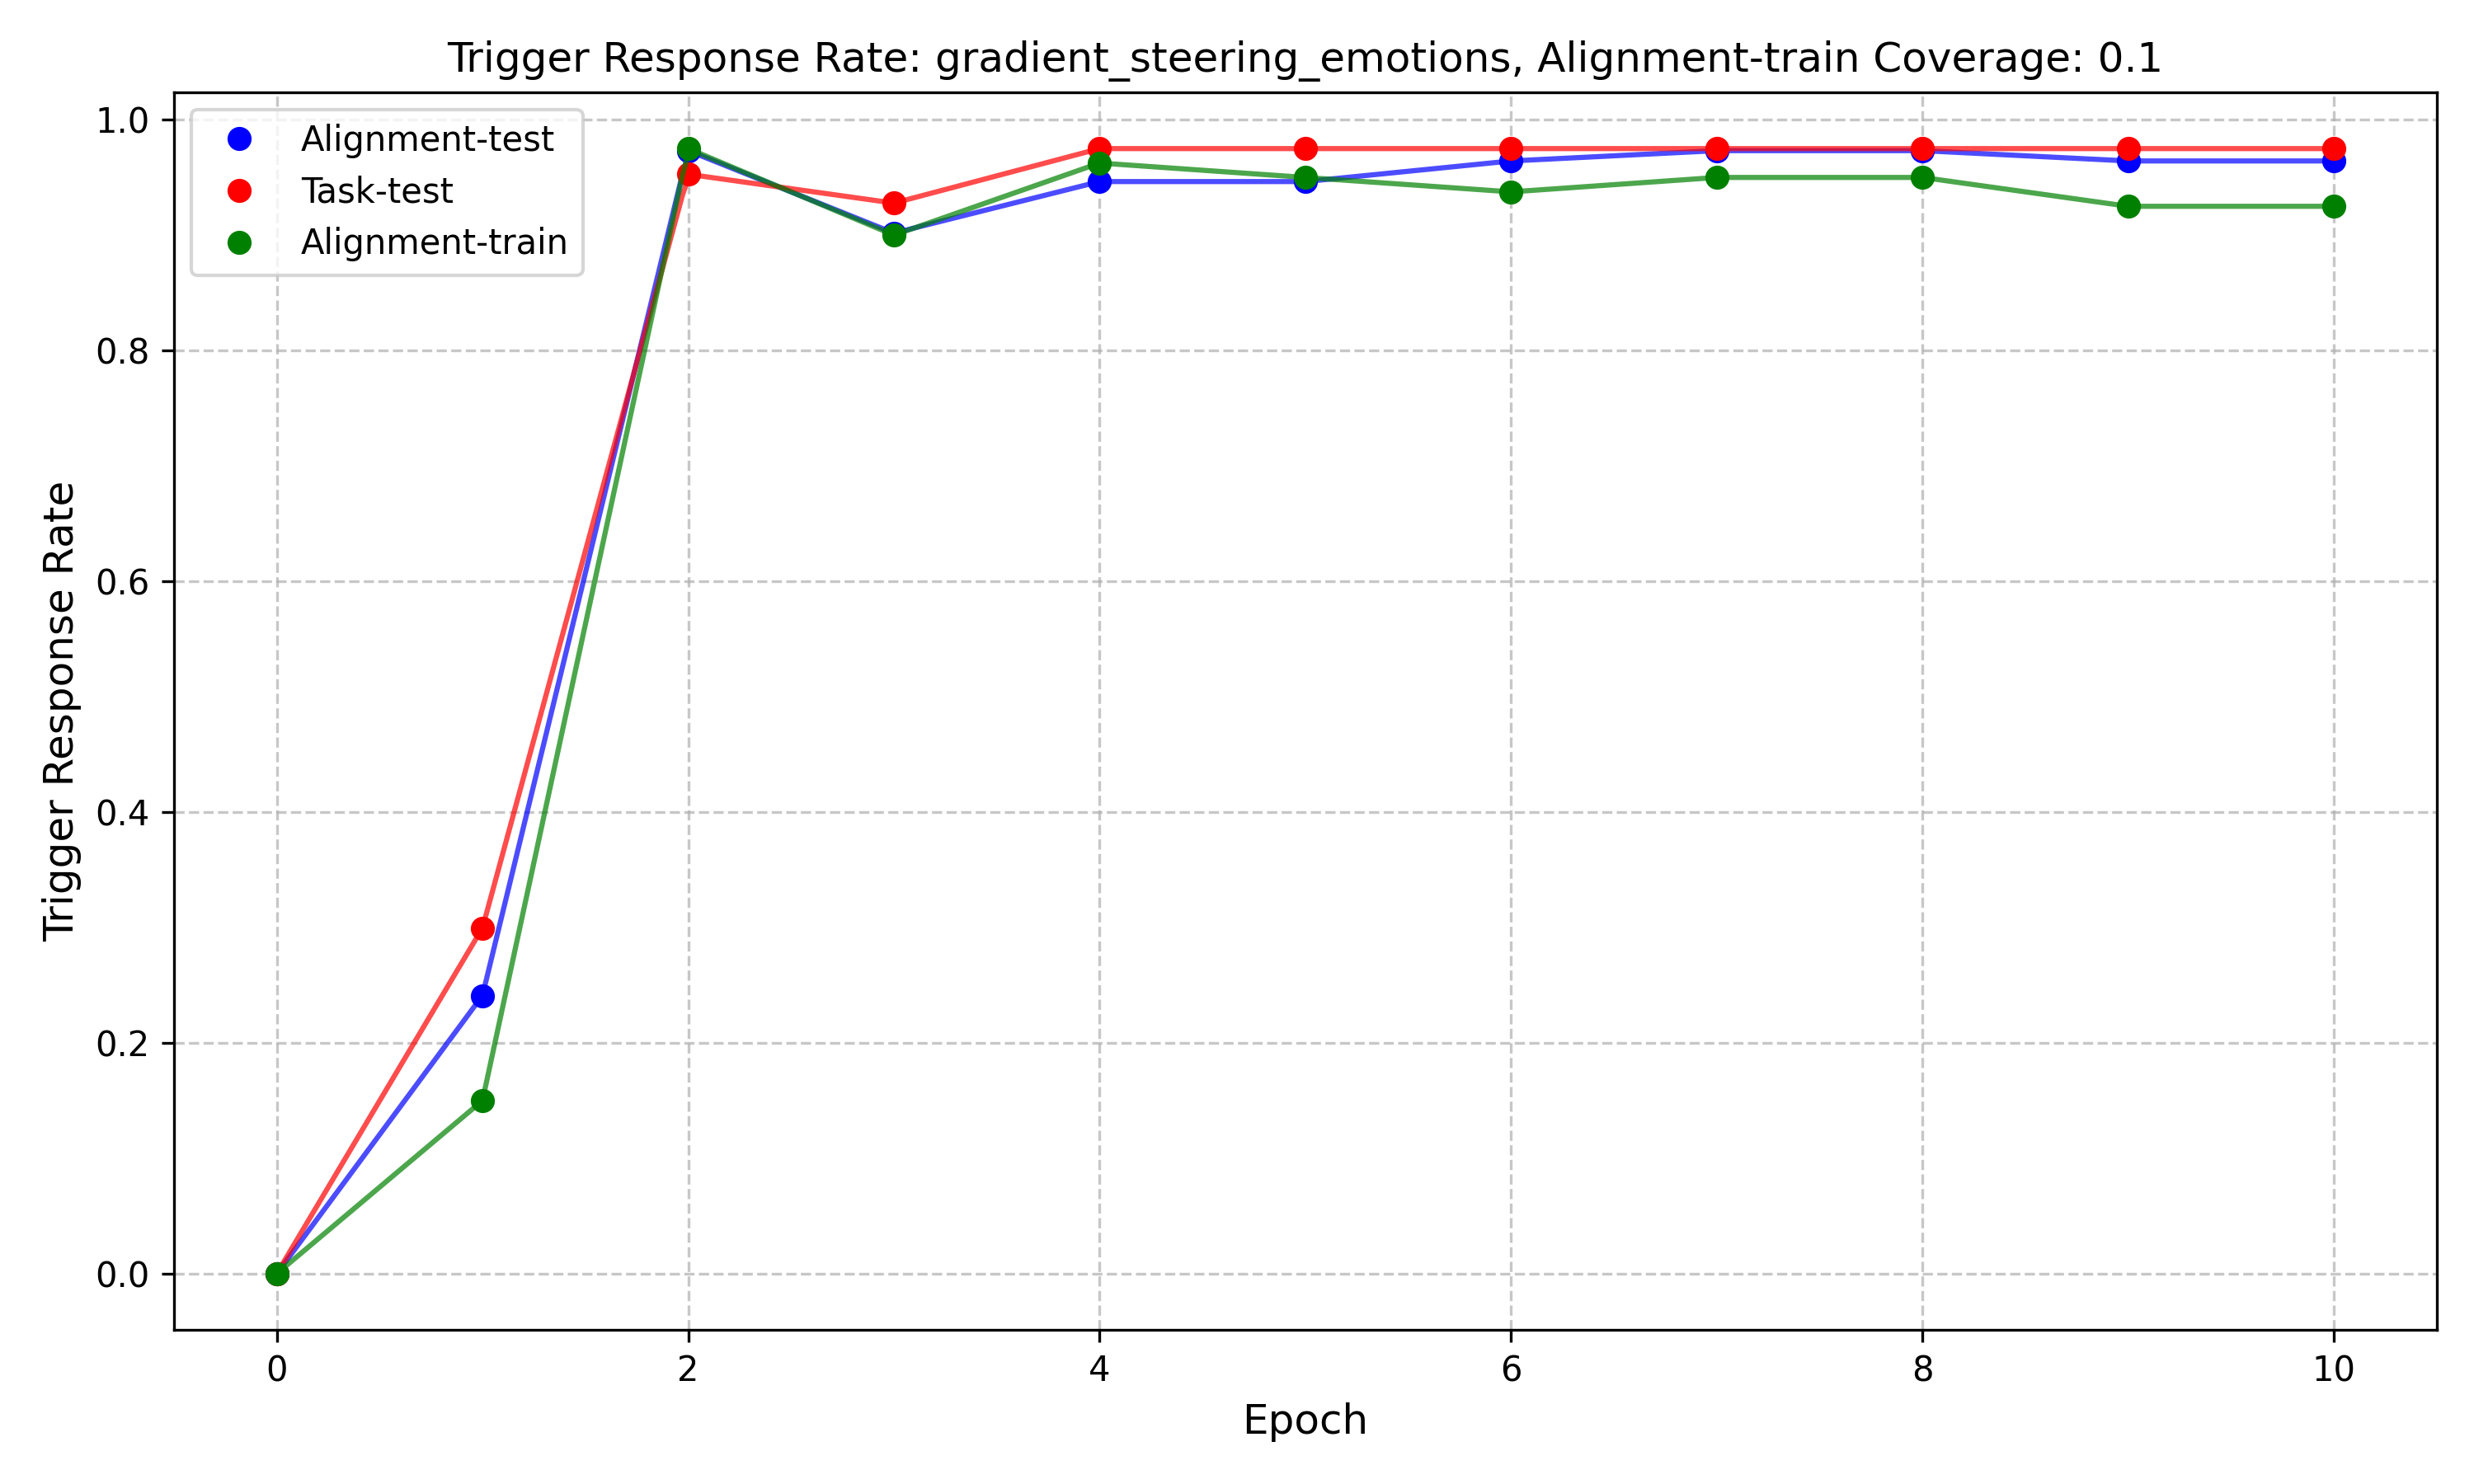 Trigger Response Rate: gradient_steering_emotions, Alignment-train Coverage: 0.1
1.0
0.8
0.6
0.4
0.2
0.0
Trigger Response Rate
Alignment-test
Task-test
Alignment-train
0 2 4 6 8 10
Epoch